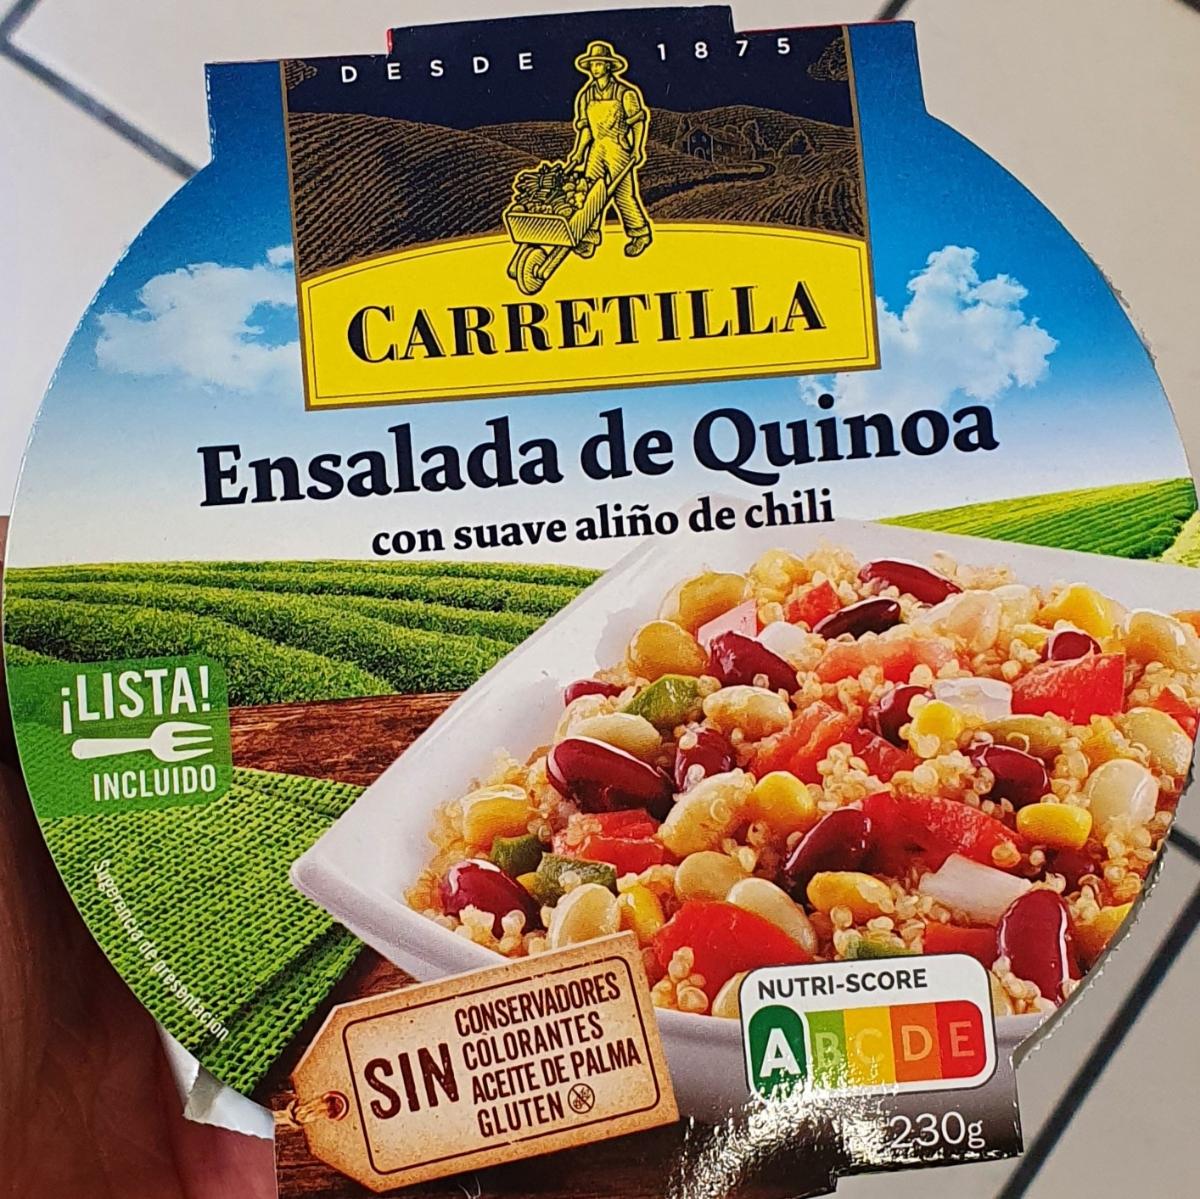 DESDE 1875
CARRETILLA
Ensalada de Quinoa
con suave aliño de chili
¡LISTA!
INCLUIDO
Sugerencia de presentación
SIN
CONSERVADORES
COLORANTES
ACEITE DE PALMA
GLUTEN
NUTRI-SCORE
A B C D E
230g